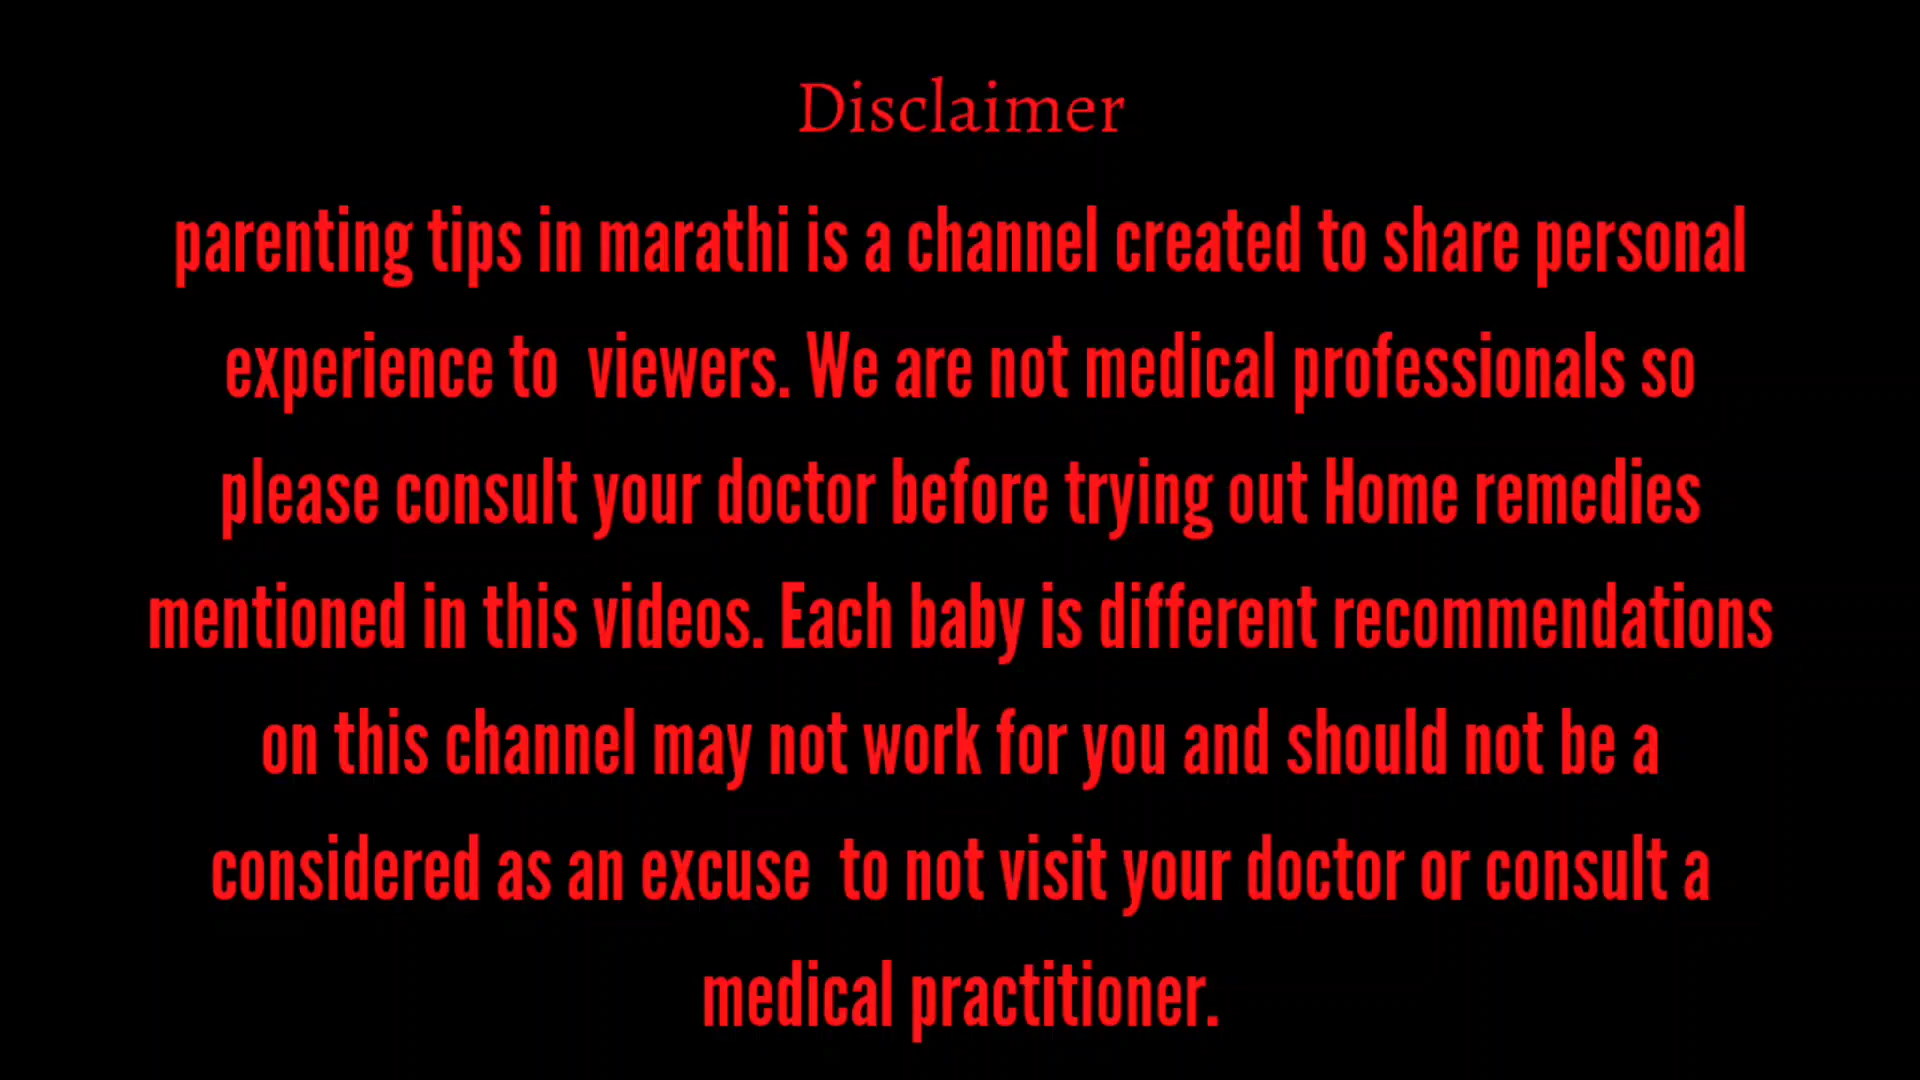 Disclaimer
parenting tips in marathi is a channel created to share personal
experience to viewers. We are not medical professionals so
please consult your doctor before trying out Home remedies
mentioned in this videos. Each baby is different recommendations
on this channel may not work for you and should not be a
considered as an excuse to not visit your doctor or consult a
medical practitioner.